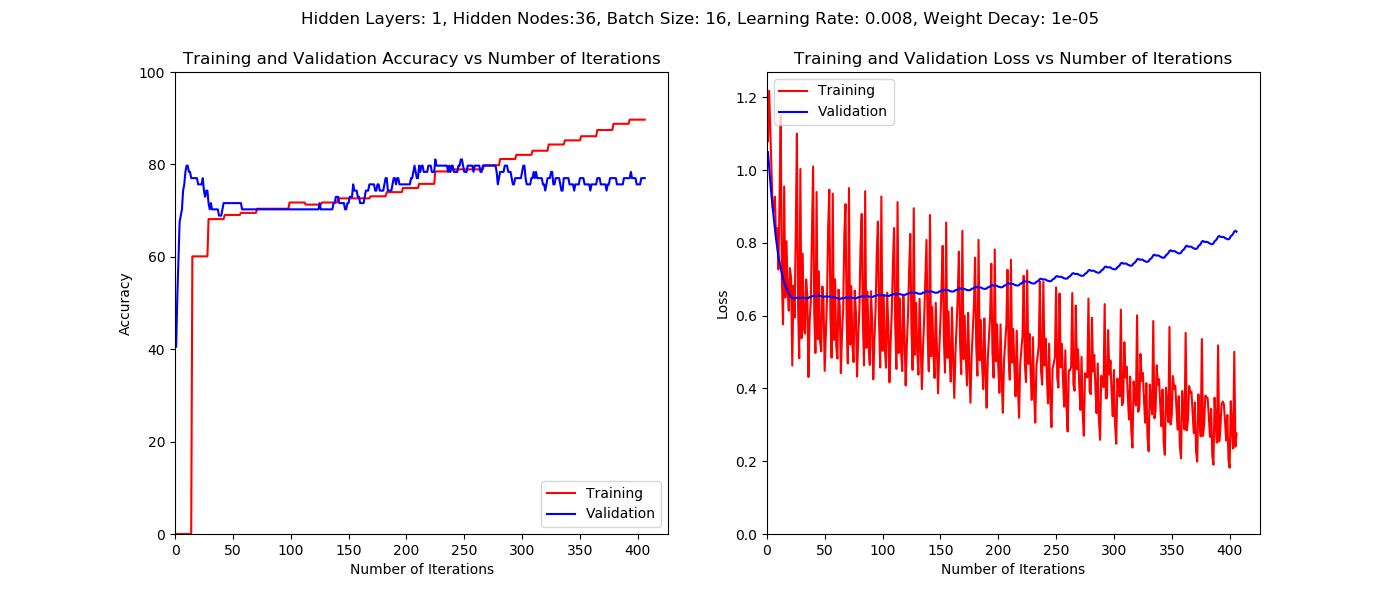 Hidden Layers: 1, Hidden Nodes:36, Batch Size: 16, Learning Rate: 0.008, Weight Decay: 1e-05
Training and Validation Accuracy vs Number of Iterations
100
80
60
40
20
0
Accuracy
0 50 100 150 200 250 300 350 400
Number of Iterations
Training
Validation
Training and Validation Loss vs Number of Iterations
1.2
1.0
0.8
0.6
0.4
0.2
0.0
Loss
0 50 100 150 200 250 300 350 400
Number of Iterations
Training
Validation